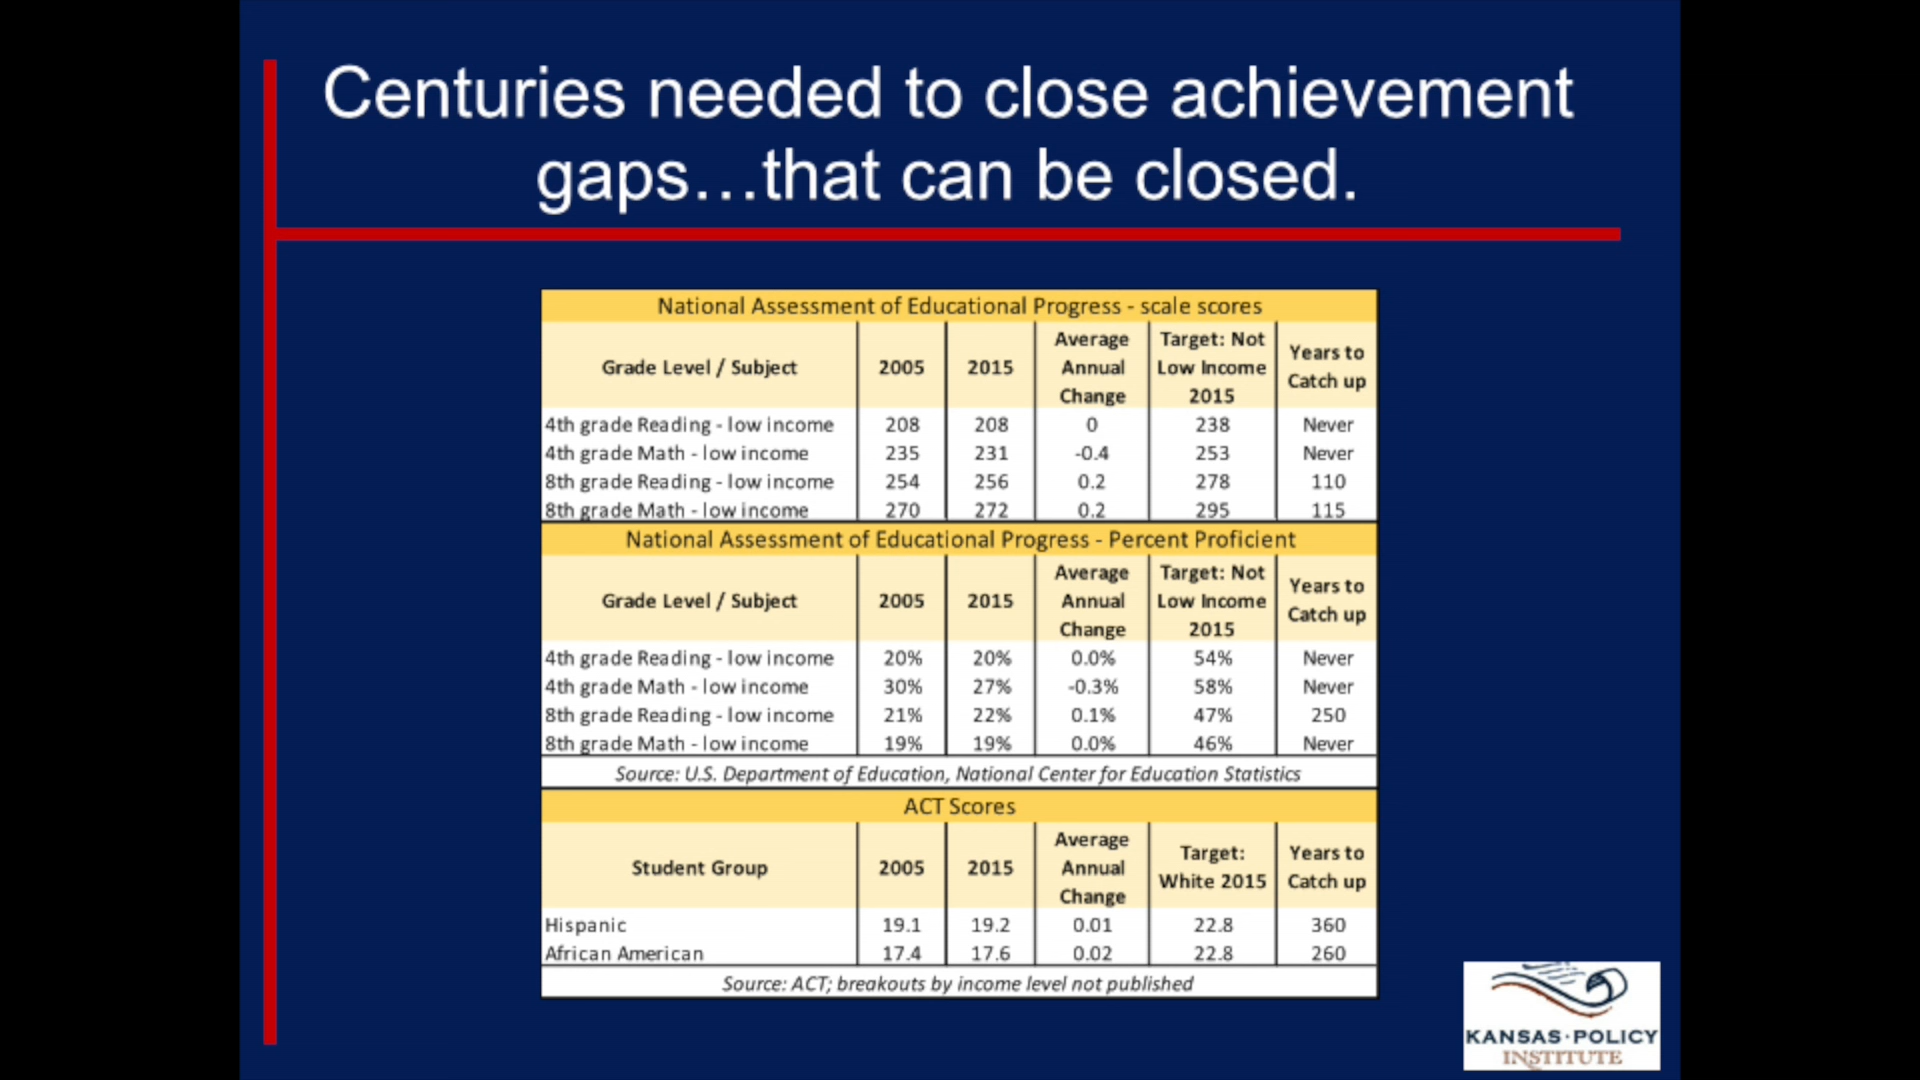 Centuries needed to close achievement
gaps…that can be closed.
National Assessment of Educational Progress - scale scores
Grade Level / Subject 2005 2015 Average Annual Change Target: Not Low Income 2015 Years to Catch up
4th grade Reading - low income 208 208 0 238 Never
4th grade Math - low income 235 231 -0.4 253 Never
8th grade Reading - low income 254 256 0.2 278 110
8th grade Math - low income 270 272 0.2 295 115
National Assessment of Educational Progress - Percent Proficient
Grade Level / Subject 2005 2015 Average Annual Change Target: Not Low Income 2015 Years to Catch up
4th grade Reading - low income 20% 20% 0.0% 54% Never
4th grade Math - low income 30% 27% -0.3% 58% Never
8th grade Reading - low income 21% 22% 0.1% 47% 250
8th grade Math - low income 19% 19% 0.0% 46% Never
Source: U.S. Department of Education, National Center for Education Statistics
ACT Scores
Student Group 2005 2015 Average Annual Change Target: White 2015 Years to Catch up
Hispanic 19.1 19.2 0.01 22.8 360
African American 17.4 17.6 0.02 22.8 260
Source: ACT; breakouts by income level not published
KANSAS·POLICY
INSTITUTE